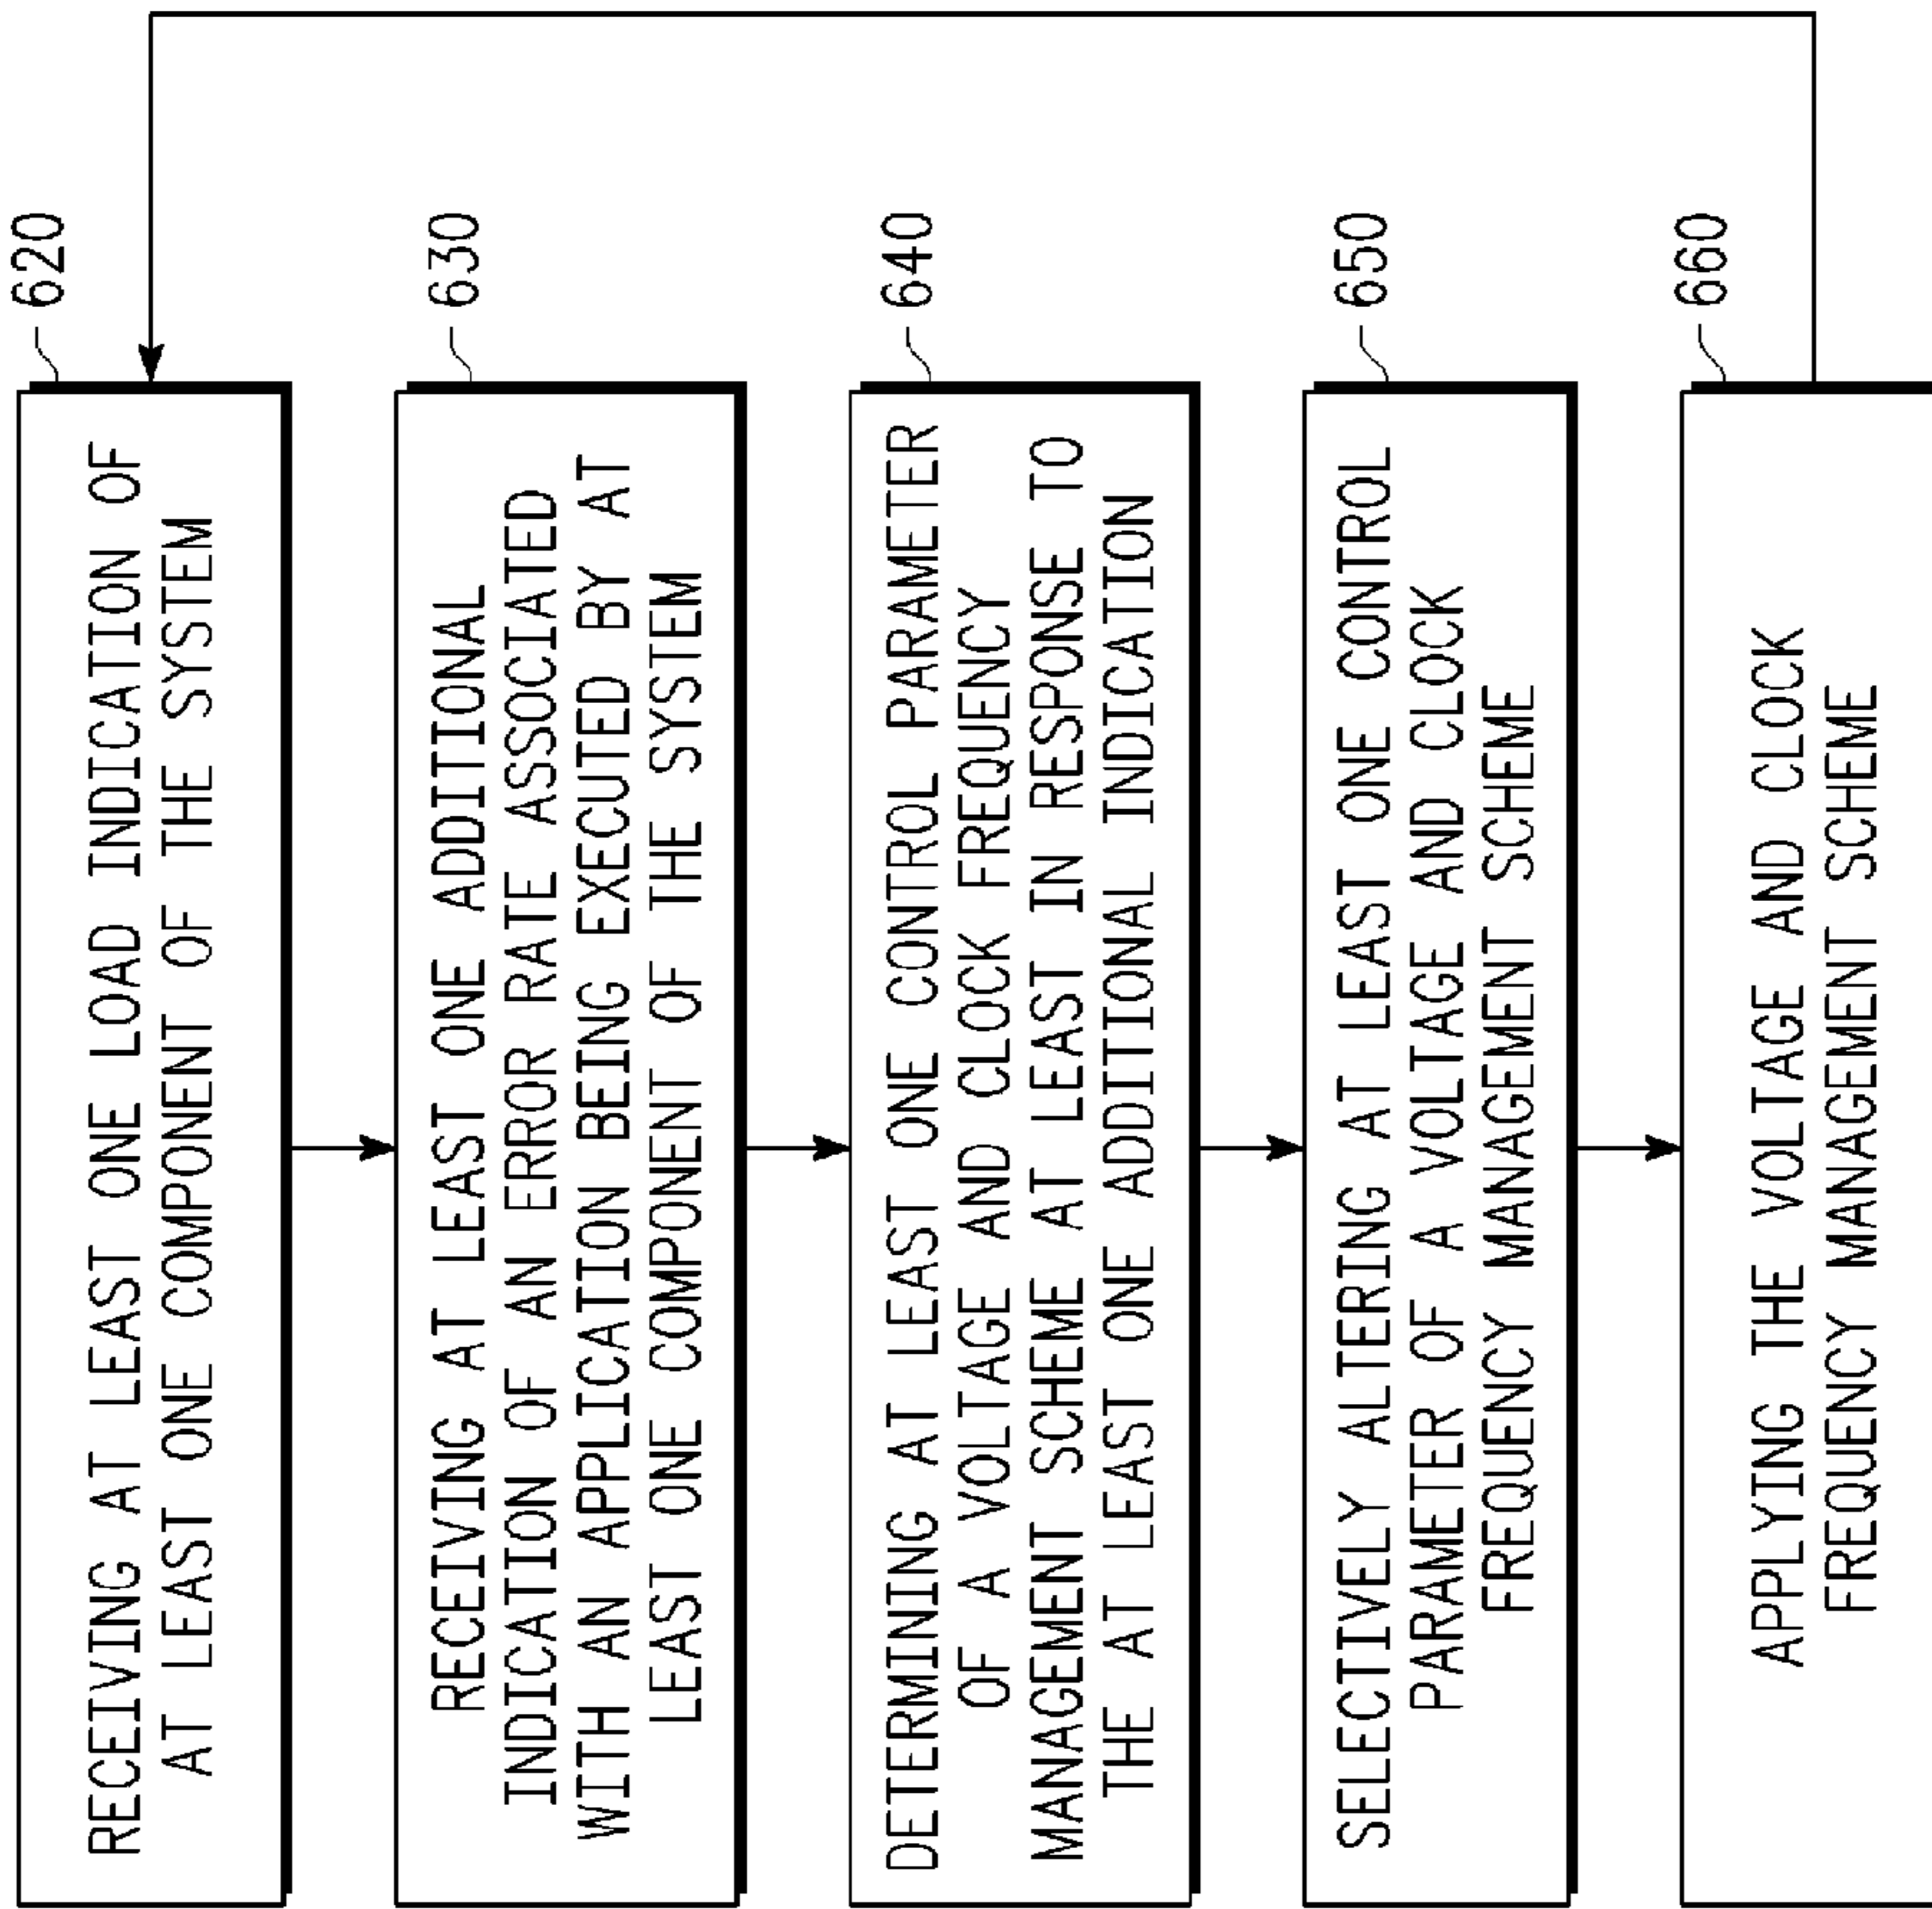 620
RECEIVING AT LEAST ONE LOAD INDICATION OF
AT LEAST ONE COMPONENT OF THE SYSTEM
630
RECEIVING AT LEAST ONE ADDITIONAL
INDICATION OF AN ERROR RATE ASSOCIATED
WITH AN APPLICATION BEING EXECUTED BY AT
LEAST ONE COMPONENT OF THE SYSTEM
640
DETERMINING AT LEAST ONE CONTROL PARAMETER
OF A VOLTAGE AND CLOCK FREQUENCY
MANAGEMENT SCHEME AT LEAST IN RESPONSE TO
THE AT LEAST ONE ADDITIONAL INDICATION
650
SELECTIVELY ALTERING AT LEAST ONE CONTROL
PARAMETER OF A VOLTAGE AND CLOCK
FREQUENCY MANAGEMENT SCHEME
660
APPLYING THE VOLTAGE AND CLOCK
FREQUENCY MANAGEMENT SCHEME